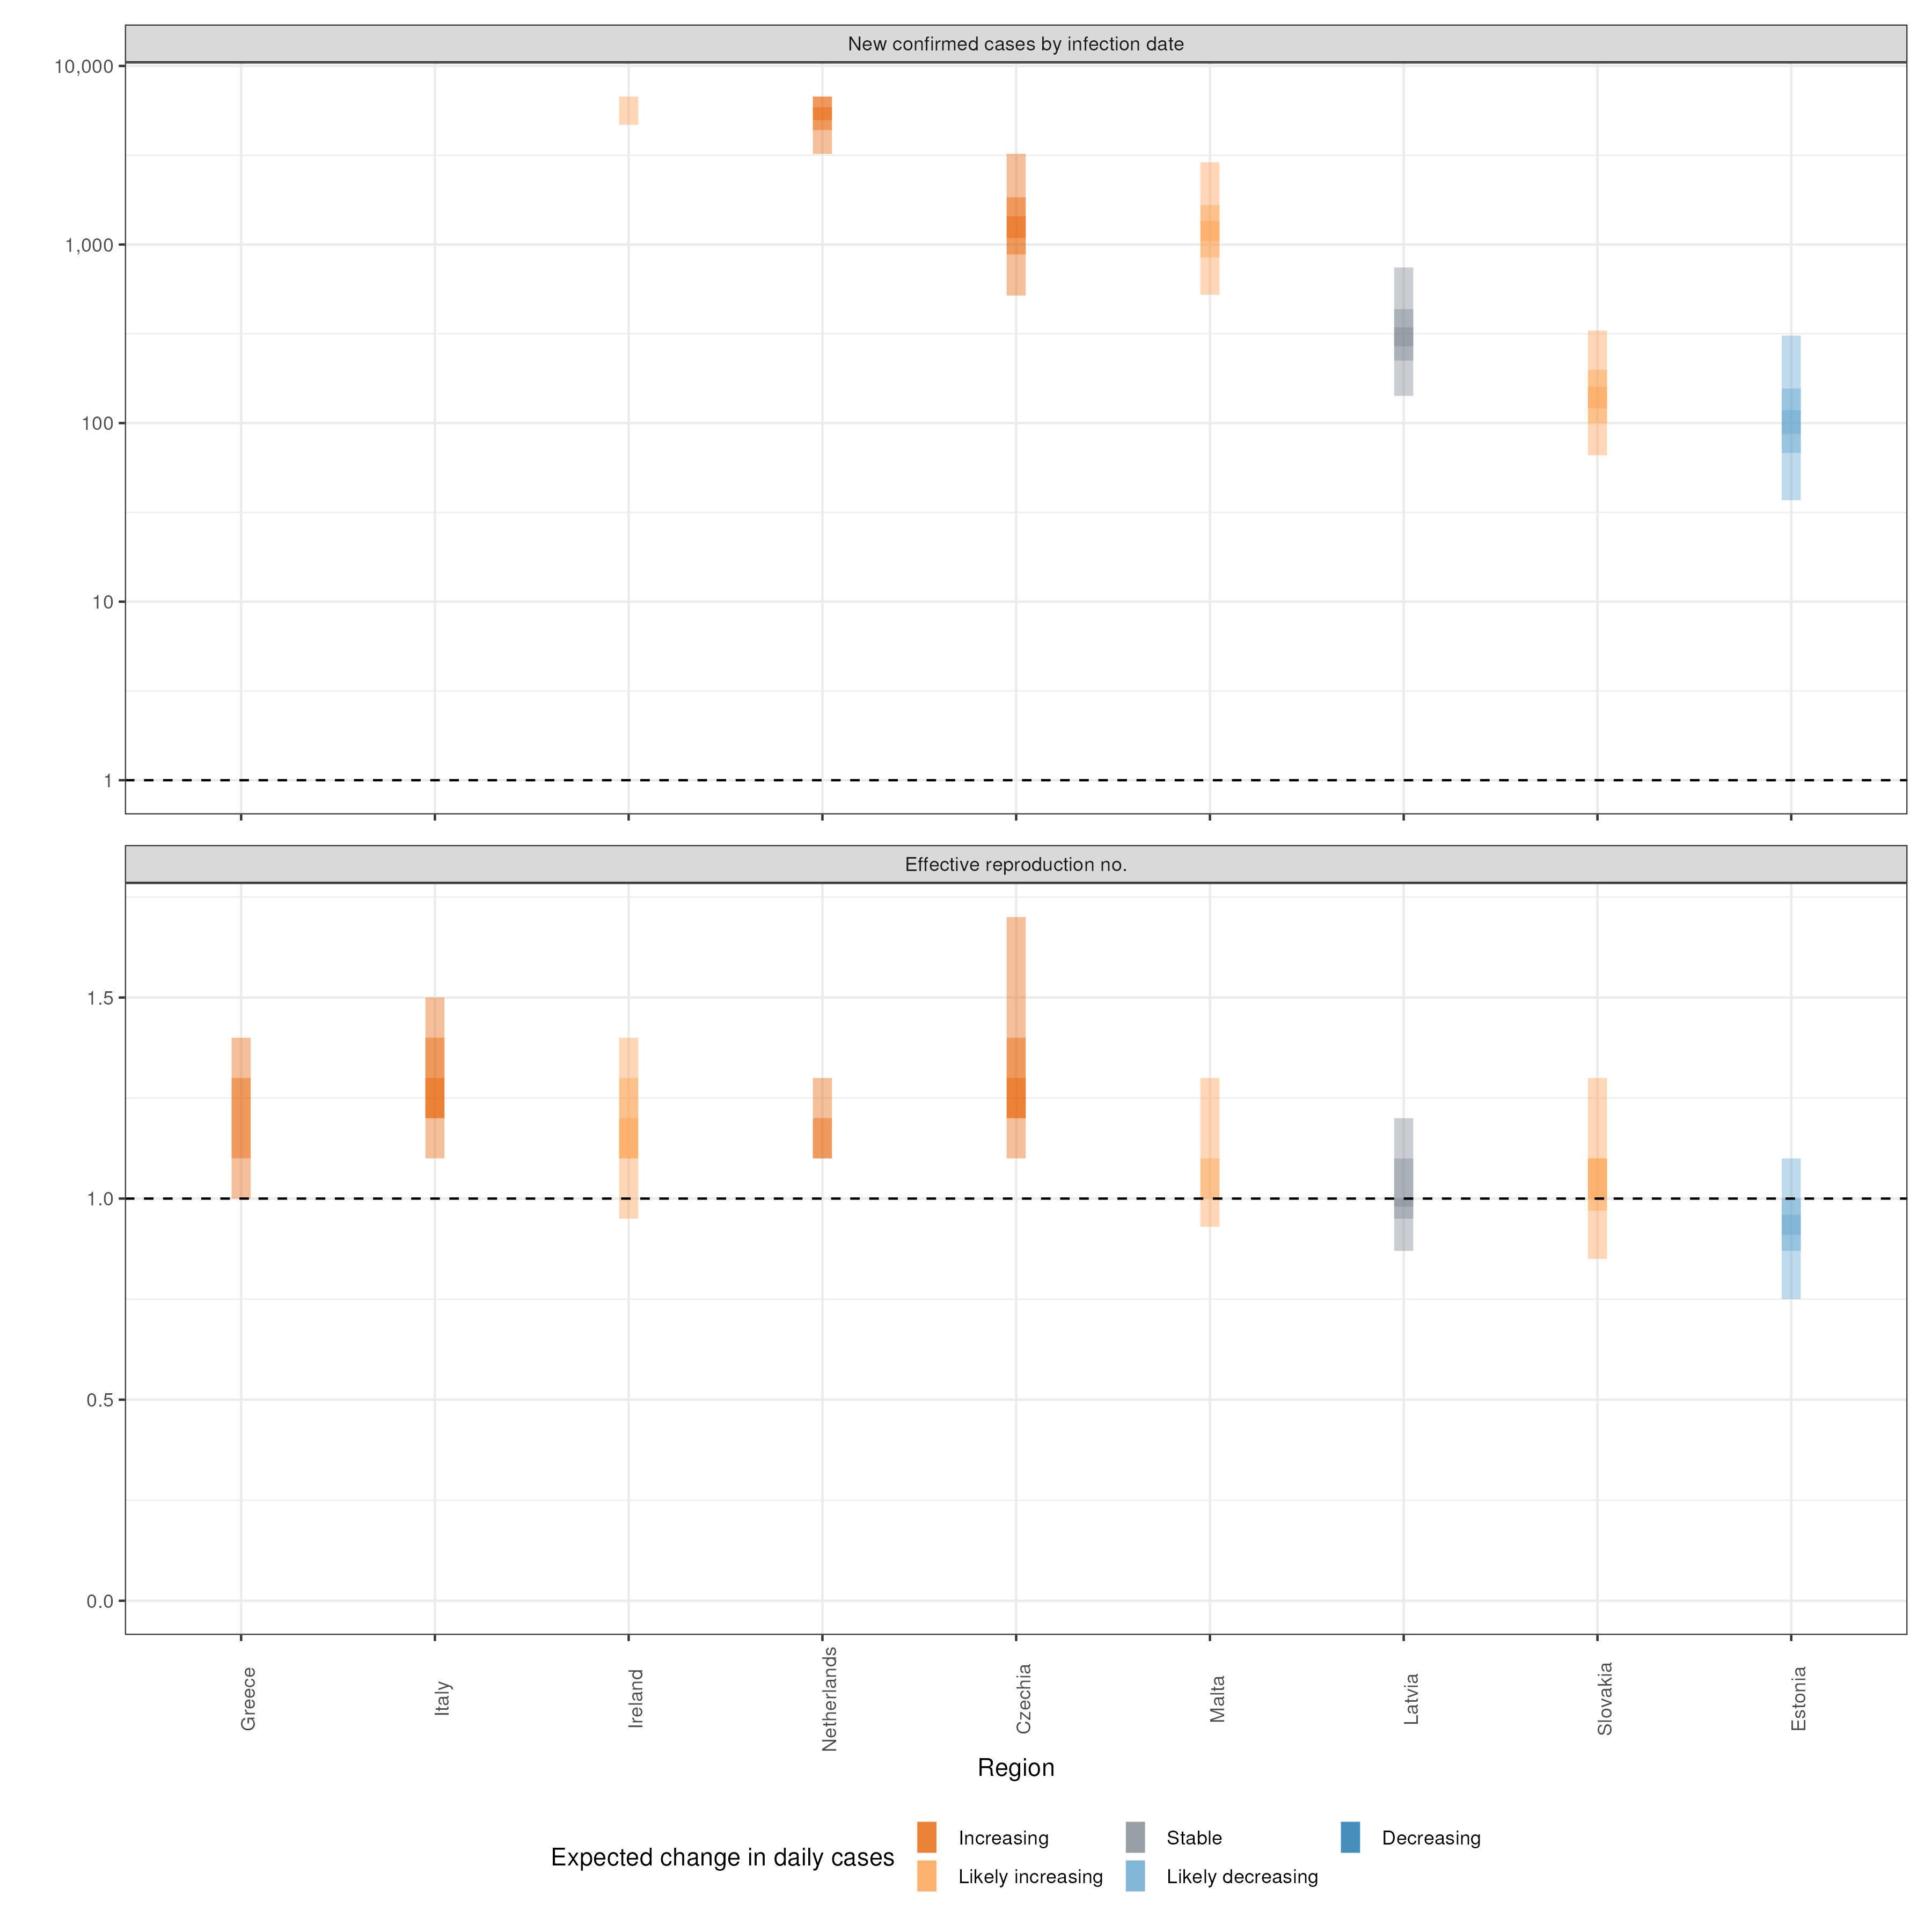 New confirmed cases by infection date
10,000
1,000
100
10
1
Effective reproduction no.
1.5
1.0
0.5
0.0
Greece
Italy
Ireland
Netherlands
Czechia
Malta
Latvia
Slovakia
Estonia
Region
Expected change in daily cases
Increasing
Likely increasing
Stable
Likely decreasing
Decreasing